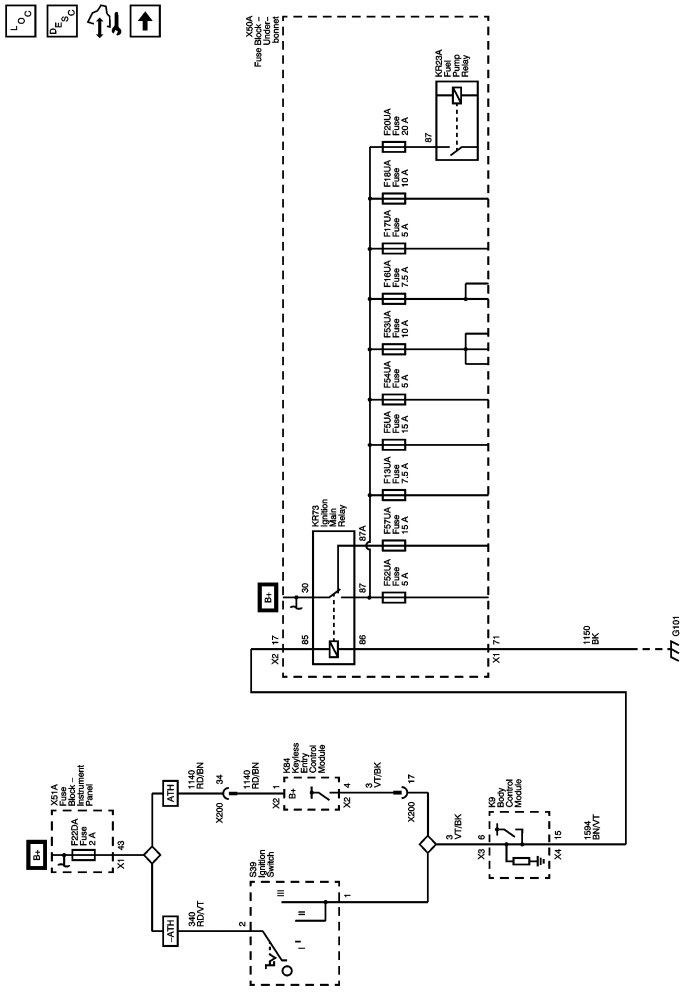 LOC
DESC
X50A
Fuse Block –
Under-
bonnet
KR23A
Fuel
Pump
Relay
87
F20UA
Fuse
20 A
F18UA
Fuse
10 A
F17UA
Fuse
5 A
F16UA
Fuse
7.5 A
F53UA
Fuse
10 A
F54UA
Fuse
5 A
F5UA
Fuse
15 A
F13UA
Fuse
7.5 A
F57UA
Fuse
15 A
F52UA
Fuse
5 A
KR73
Ignition
Main
Relay
87A
B+
30
87
X2
17
85
86
X1
71
1150
BK
G101
X51A
Fuse
Block –
Instrument
Panel
B+
F22DA
Fuse
2 A
X1
43
ATH
1140
RD/BN
X200
34
1140
RD/BN
K84
Keyless
Entry
Control
Module
X2
1
B+
X2
4
3
VT/BK
X200
17
~ATH
340
RD/VT
S39
Ignition
Switch
2
III
II
I
1
3
VT/BK
K9
Body
Control
Module
X3
6
X4
15
1594
BN/VT